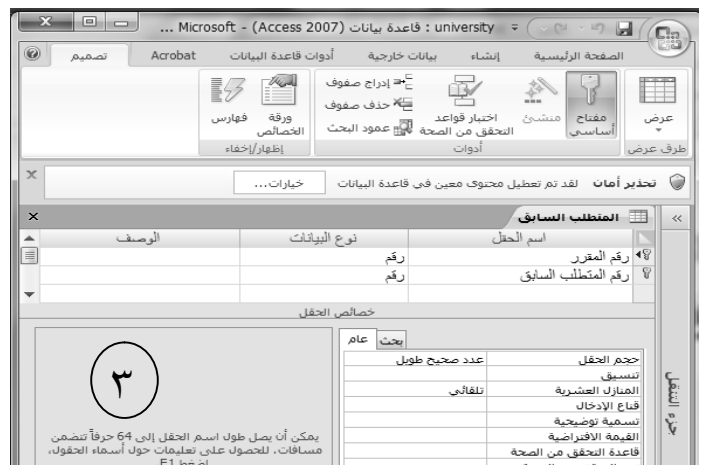 university : قاعدة بيانات (Access 2007) - Microsoft ...
الصفحة الرئيسية إنشاء بيانات خارجية أدوات قاعدة البيانات Acrobat تصميم
عرض
مفتاح أساسي
منشئ
اختبار قواعد التحقق من الصحة
إدراج صفوف
حذف صفوف
عمود البحث
ورقة الخصائص
فهارس
طرق عرض أدوات إظهار/إخفاء
تحذير أمان لقد تم تعطيل محتوى معين في قاعدة البيانات خيارات...
المتطلب السابق
اسم الحقل نوع البيانات الوصف
رقم المقرر رقم
رقم المتطلب السابق رقم
خصائص الحقل
عام بحث
حجم الحقل عدد صحيح طويل
تنسيق
المنازل العشرية تلقائي
قناع الإدخال
تسمية توضيحية
القيمة الافتراضية
قاعدة التحقق من الصحة
٣
يمكن أن يصل طول اسم الحقل إلى 64 حرفاً تتضمن
مسافات. للحصول على تعليمات حول أسماء الحقول،
اضغط F1
جزء التنقل